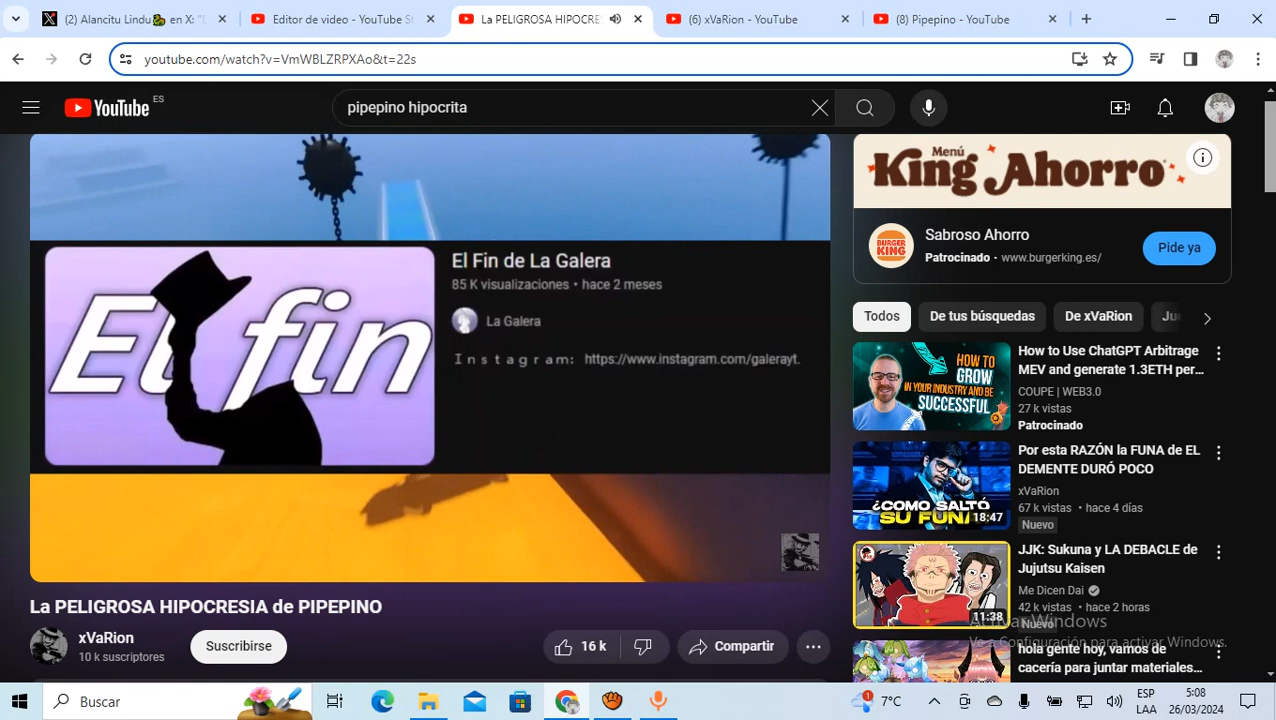 (2) Alancitu Lindu en X: "D
Editor de video - YouTube St
La PELIGROSA HIPOCRES
(6) xVaRion - YouTube
(8) Pipepino - YouTube
youtube.com/watch?v=VmWBLZRPXAo&t=22s
YouTube ES
pipepino hipocrita
El fin
El Fin de La Galera
85 K visualizaciones • hace 2 meses
La Galera
Instagram: https://www.instagram.com/galerayt.
La PELIGROSA HIPOCRESIA de PIPEPINO
xVaRion
10 k suscriptores
Suscribirse
16 k
Compartir
Menú
King Ahorro
BURGER KING
Sabroso Ahorro
Patrocinado • www.burgerking.es/
Pide ya
Todos
De tus búsquedas
De xVaRion
Jue
HOW TO
GROW
IN YOUR INDUSTRY AND BE
SUCCESSFUL
How to Use ChatGPT Arbitrage
MEV and generate 1.3ETH per...
COUPE | WEB3.0
27 k vistas
Patrocinado
¿COMO SALTÓ
SU FUNA
18:47
Por esta RAZÓN la FUNA de EL
DEMENTE DURÓ POCO
xVaRion
67 k vistas • hace 4 días
Nuevo
11:38
JJK: Sukuna y LA DEBACLE de
Jujutsu Kaisen
Me Dicen Dai
42 k vistas • hace 2 horas
Nuevo
Activar Windows
Ve a Configuración para activar Windows.
hola gente hoy, vamos de
cacería para juntar materiales...
Buscar
1
7°C
ESP
LAA
5:08
26/03/2024